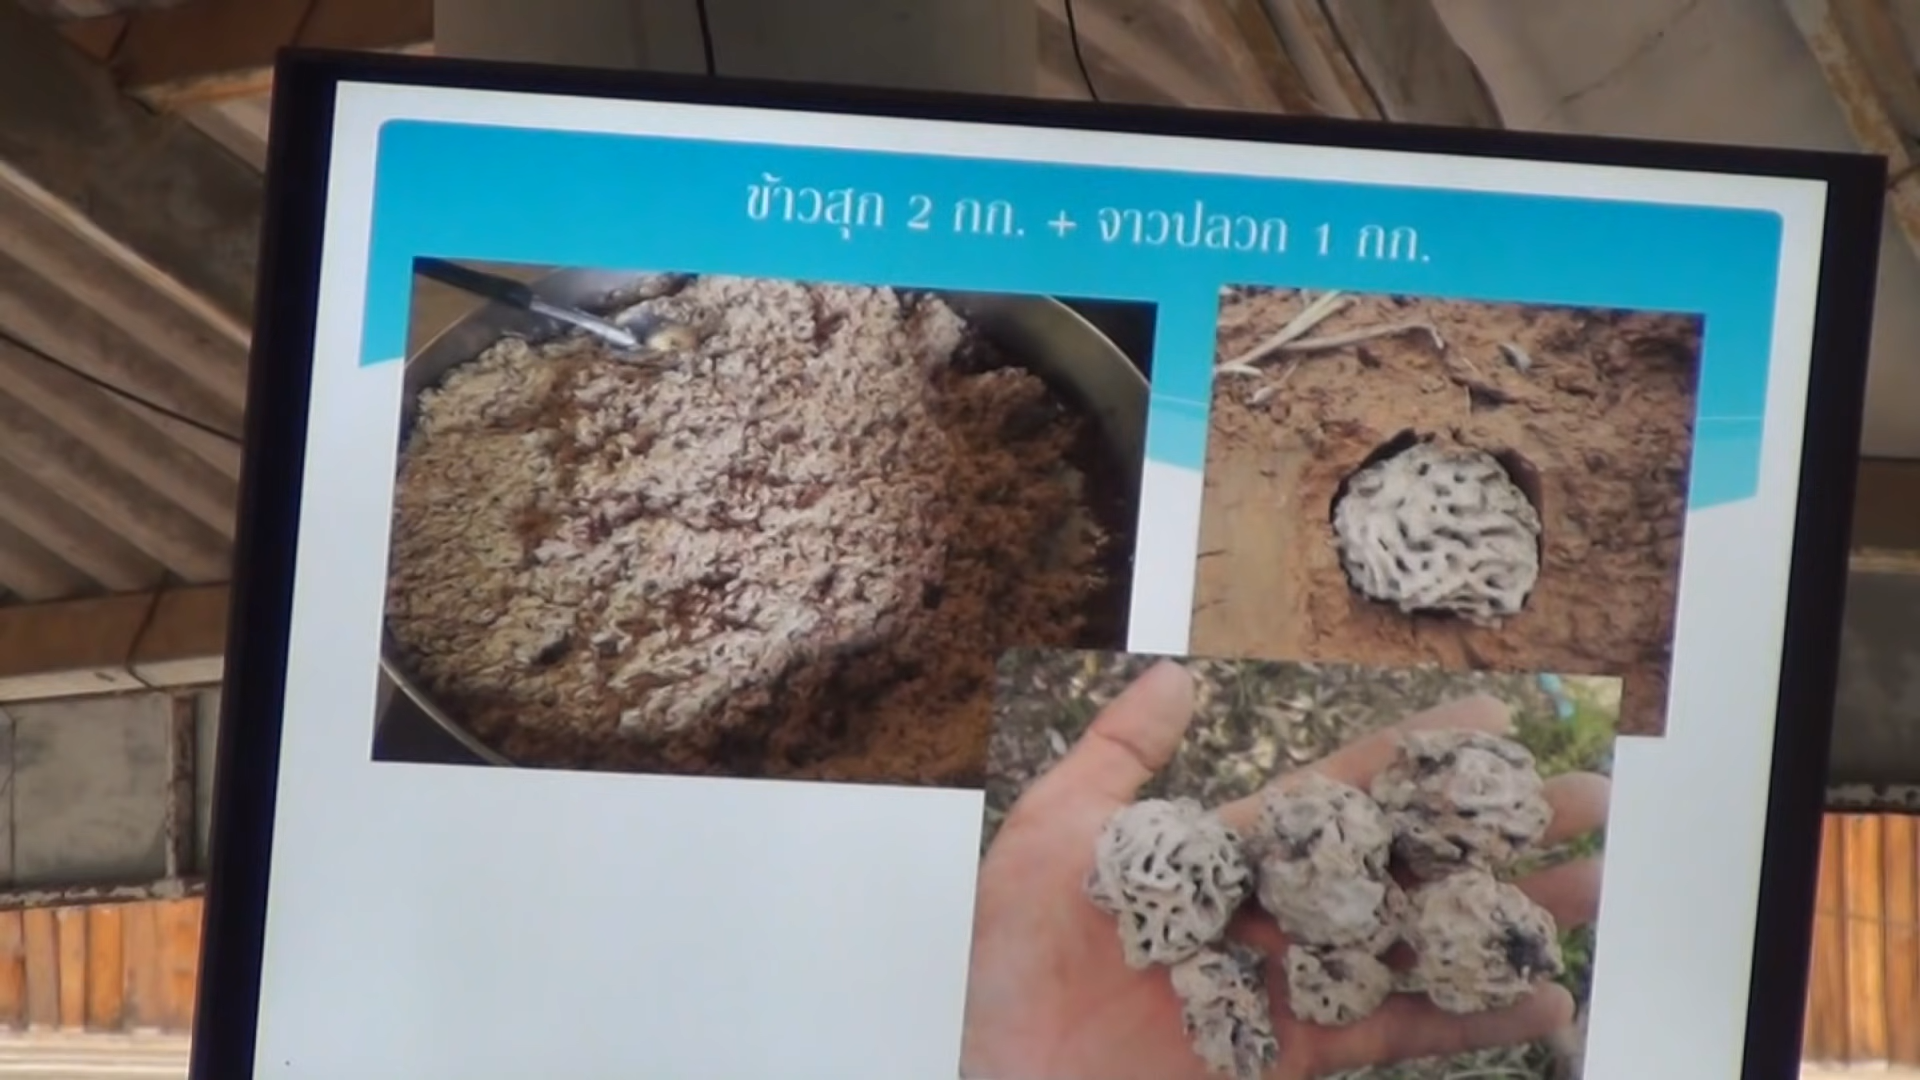 ข้าวสุก 2 กก. + จาวปลวก 1 กก.